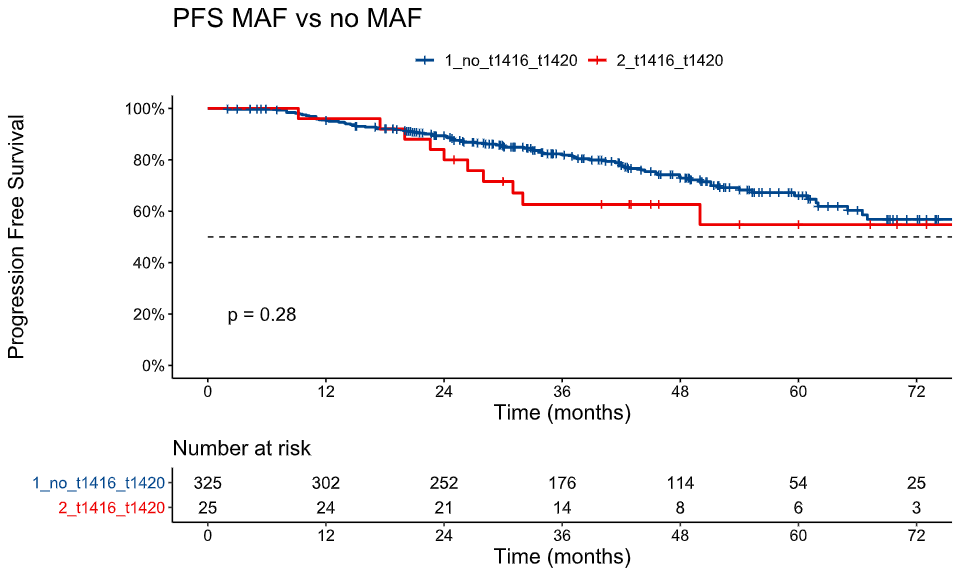 PFS MAF vs no MAF
1_no_t1416_t1420 2_t1416_t1420
Progression Free Survival
100%
80%
60%
40%
20%
0%
p = 0.28
0 12 24 36 48 60 72
Time (months)
Number at risk
1_no_t1416_t1420 325 302 252 176 114 54 25
2_t1416_t1420 25 24 21 14 8 6 3
0 12 24 36 48 60 72
Time (months)